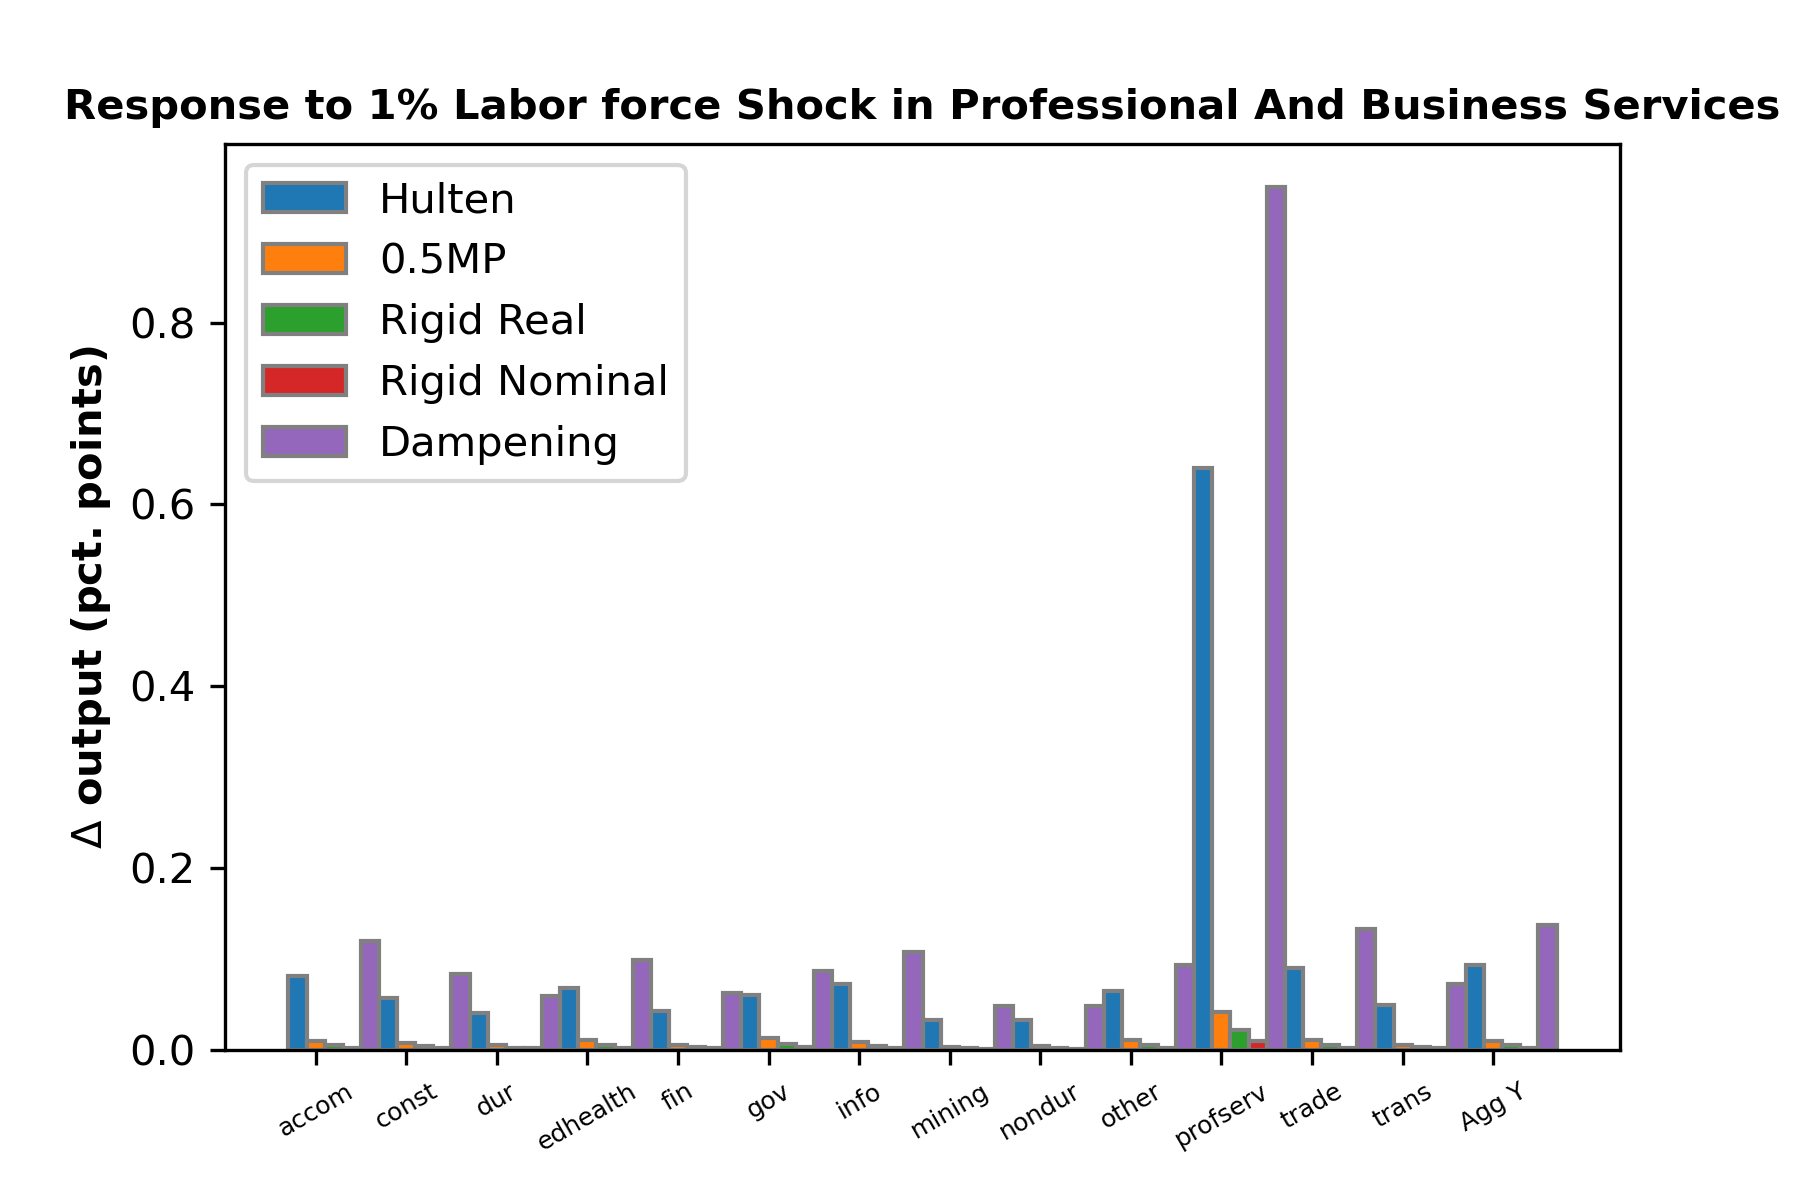 Response to 1% Labor force Shock in Professional And Business Services
Hulten
0.5MP
Rigid Real
Rigid Nominal
Dampening
Δ output (pct. points)
0.8
0.6
0.4
0.2
0.0
accom
const
dur
edhealth
fin
gov
info
mining
nondur
other
profserv
trade
trans
Agg Y